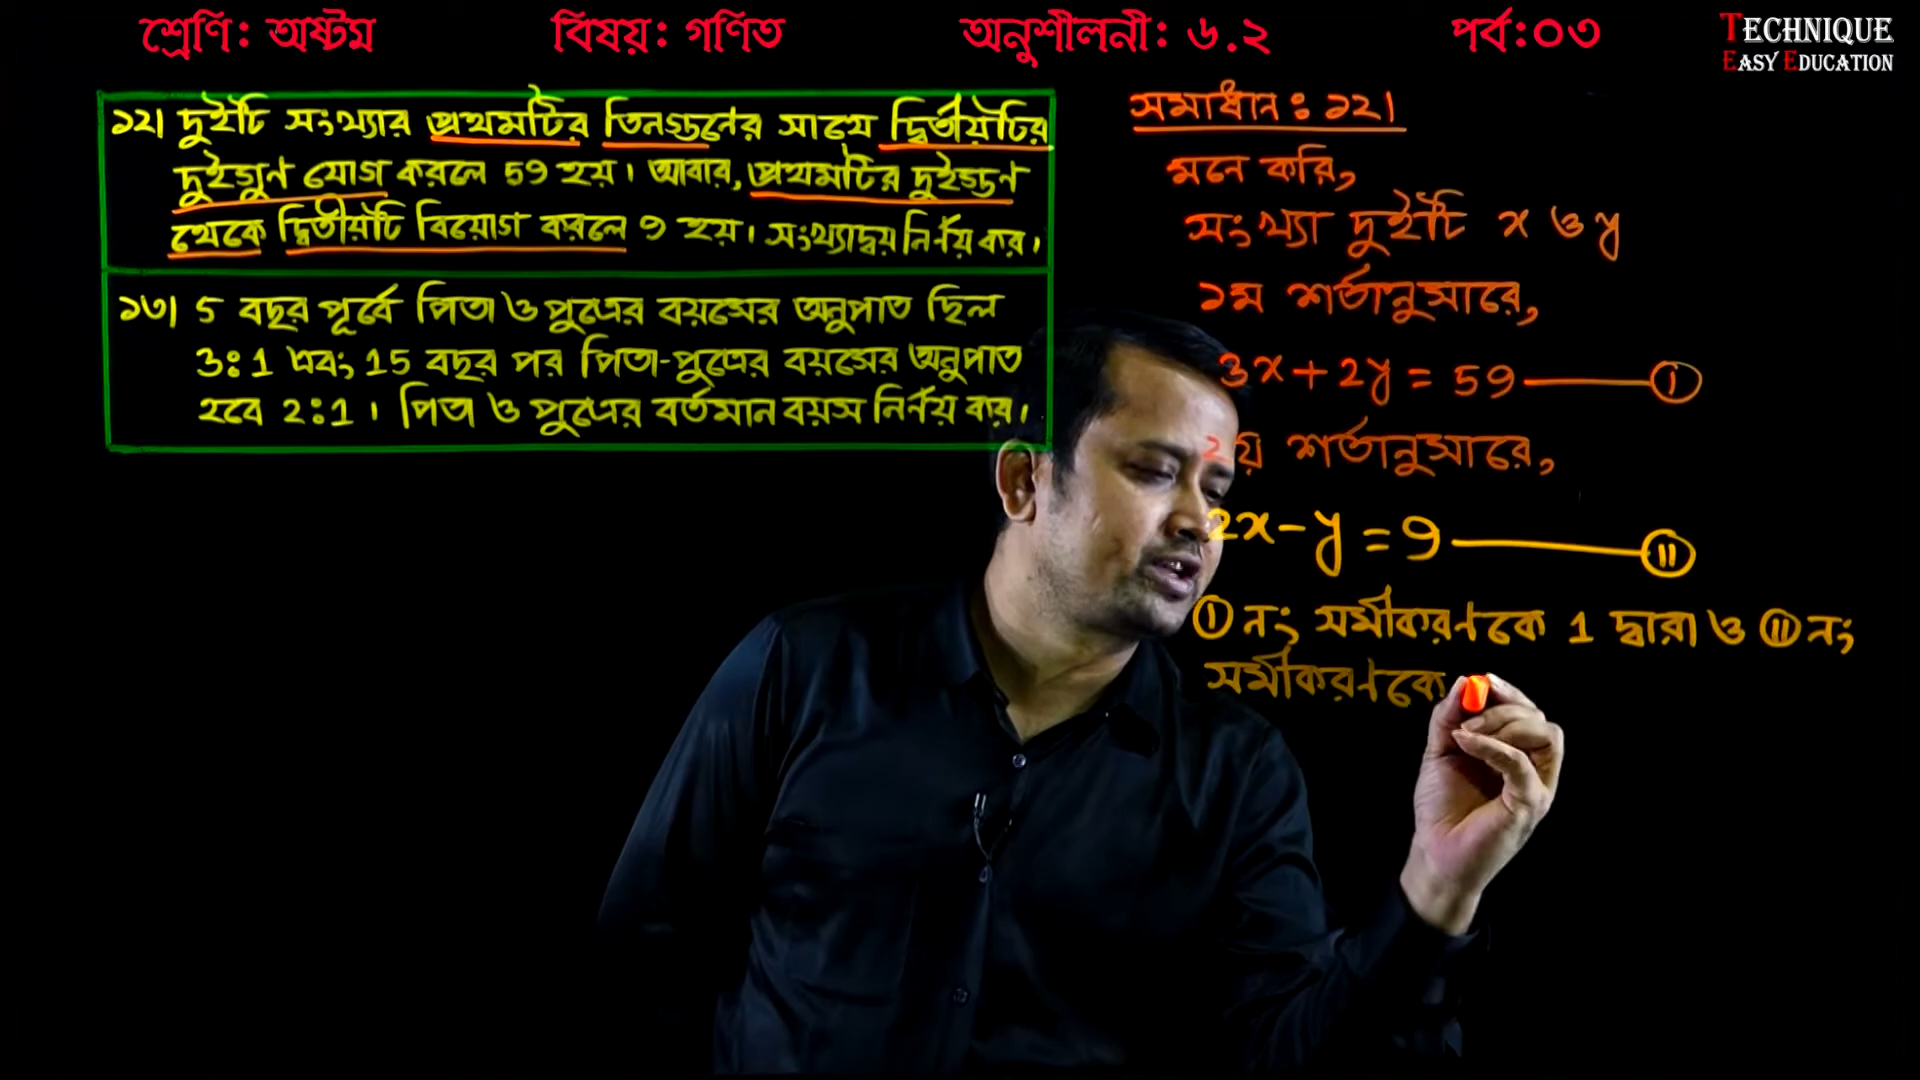 শ্রেণি: অষ্টম বিষয়: গণিত অনুশীলনী: ৬.২ পর্ব:০৩
TECHNIQUE
EASY EDUCATION
১২। দুইটি সংখ্যার প্রথমটির তিনগুনের সাথে দ্বিতীয়টির
দুইগুণ যোগ করলে 59 হয়। আবার, প্রথমটির দুইগুণ
থেকে দ্বিতীয়টি বিয়োগ করলে 9 হয়। সংখ্যাদ্বয় নির্ণয় কর।
১৩। 5 বছর পূর্বে পিতা ও পুত্রের বয়সের অনুপাত ছিল
3:1 এবং 15 বছর পর পিতা-পুত্রের বয়সের অনুপাত
হবে 2:1। পিতা ও পুত্রের বর্তমান বয়স নির্ণয় কর।
সমাধান: ১২।
মনে করি,
সংখ্যা দুইটি x ও y
১ম শর্তানুসারে,
3x + 2y = 59 —— (i)
২য় শর্তানুসারে,
2x - y = 9 —— (ii)
(i) নং সমীকরণকে 1 দ্বারা ও (ii) নং
সমীকরণকে